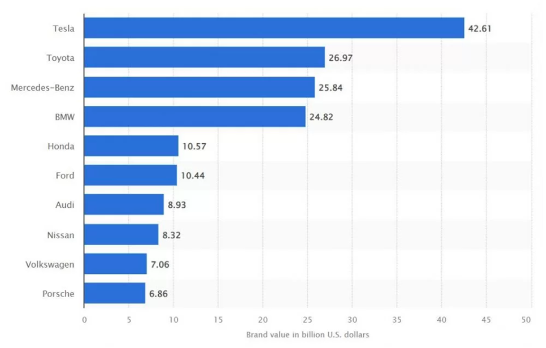 Tesla 42.61
Toyota 26.97
Mercedes-Benz 25.84
BMW 24.82
Honda 10.57
Ford 10.44
Audi 8.93
Nissan 8.32
Volkswagen 7.06
Porsche 6.86
0 5 10 15 20 25 30 35 40 45 50
Brand value in billion U.S. dollars